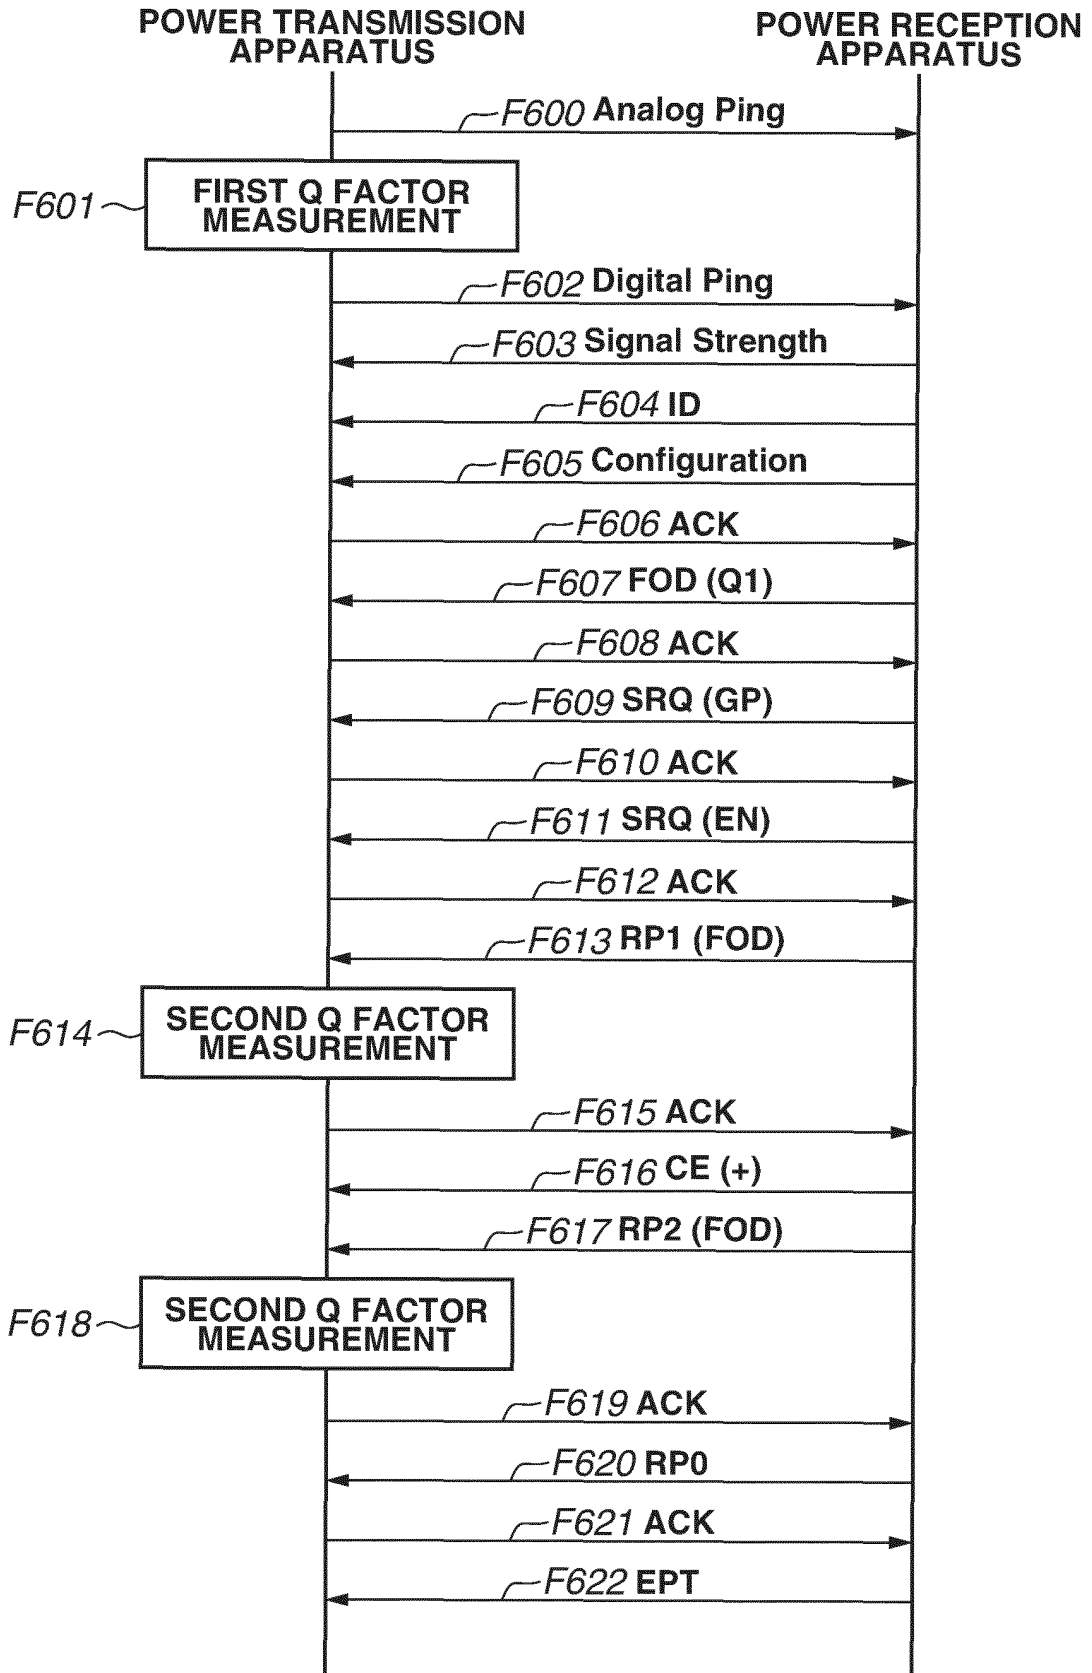 POWER TRANSMISSION
APPARATUS
POWER RECEPTION
APPARATUS
F600 Analog Ping
F601
FIRST Q FACTOR
MEASUREMENT
F602 Digital Ping
F603 Signal Strength
F604 ID
F605 Configuration
F606 ACK
F607 FOD (Q1)
F608 ACK
F609 SRQ (GP)
F610 ACK
F611 SRQ (EN)
F612 ACK
F613 RP1 (FOD)
F614
SECOND Q FACTOR
MEASUREMENT
F615 ACK
F616 CE (+)
F617 RP2 (FOD)
F618
SECOND Q FACTOR
MEASUREMENT
F619 ACK
F620 RP0
F621 ACK
F622 EPT